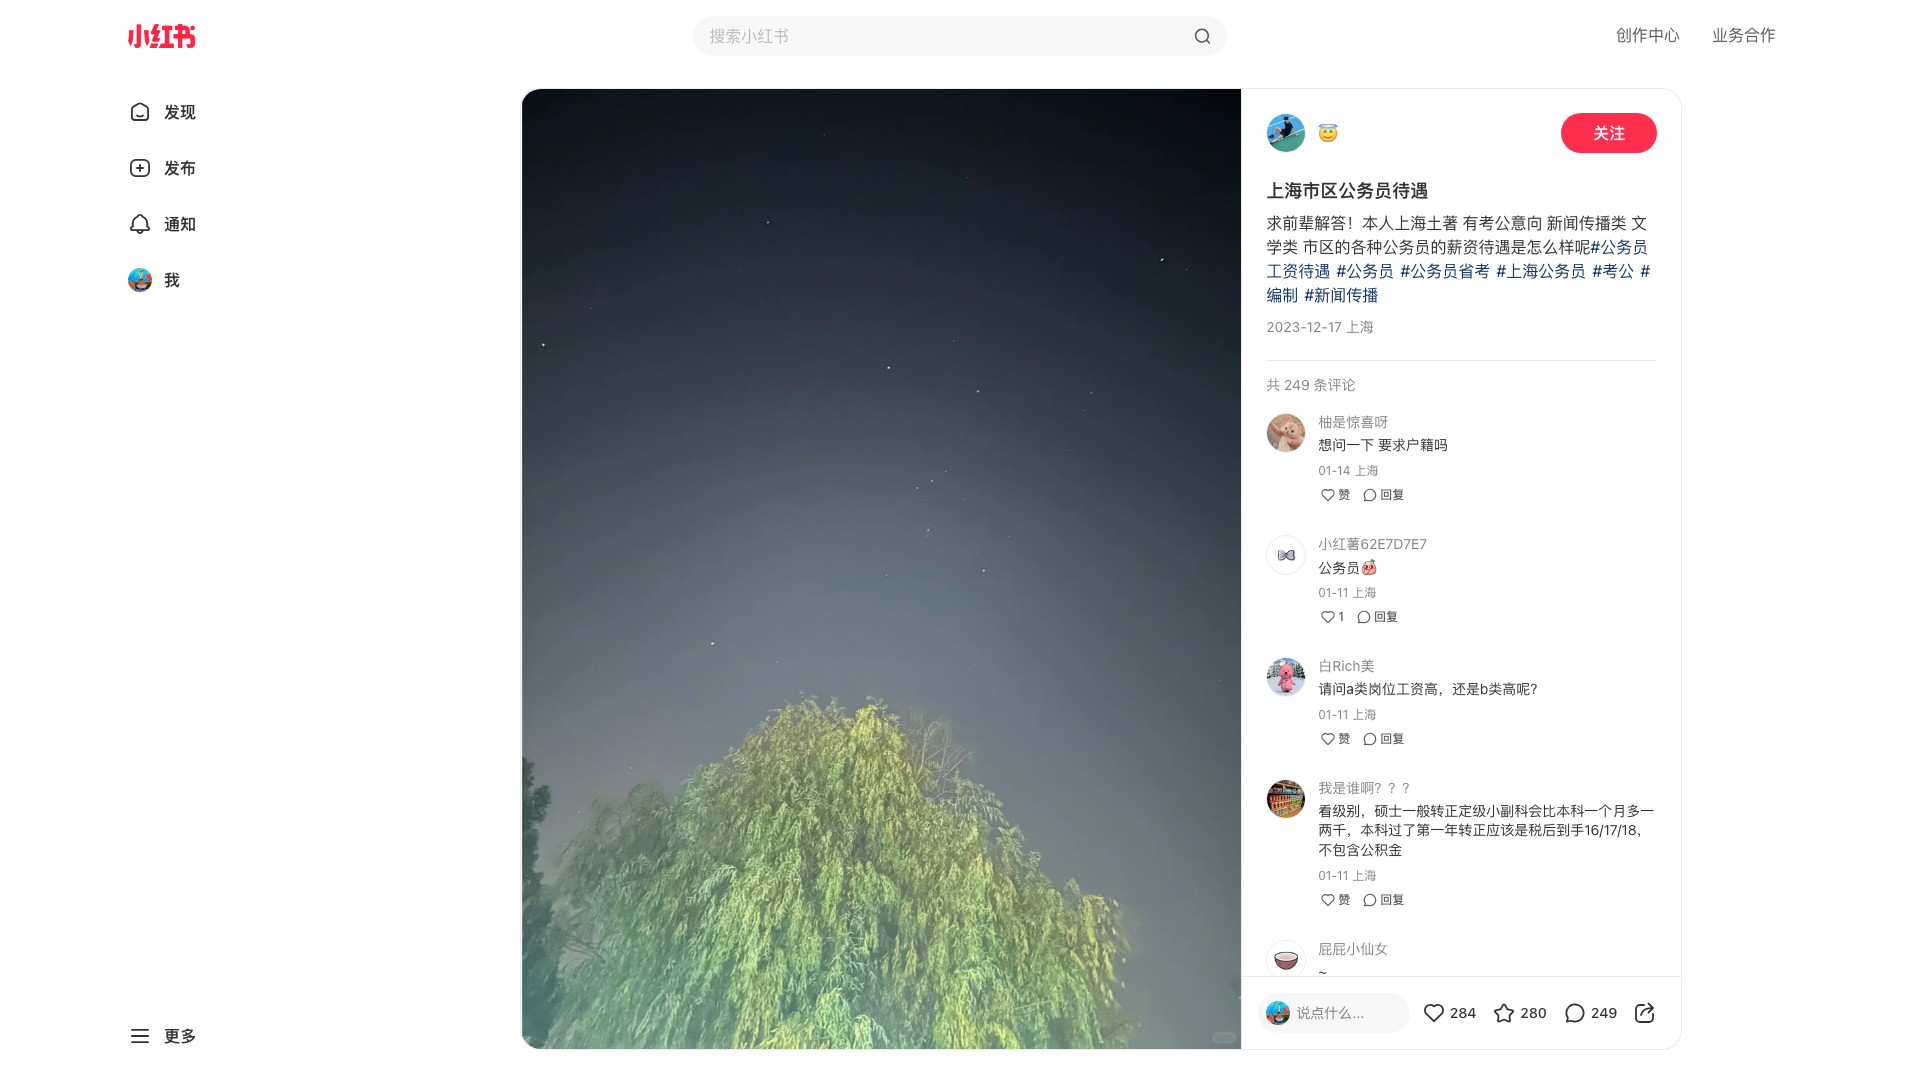 小红书
搜索小红书
创作中心
业务合作
发现
发布
通知
我
更多
😇
关注
上海市区公务员待遇
求前辈解答！本人上海土著 有考公意向 新闻传播类 文
学类 市区的各种公务员的薪资待遇是怎么样呢#公务员
工资待遇 #公务员 #公务员省考 #上海公务员 #考公 #
编制 #新闻传播
2023-12-17 上海
共 249 条评论
柚是惊喜呀
想问一下 要求户籍吗
01-14 上海
赞 回复
小红薯62E7D7E7
公务员
01-11 上海
1 回复
白Rich美
请问a类岗位工资高，还是b类高呢?
01-11 上海
赞 回复
我是谁啊？？？
看级别，硕士一般转正定级小副科会比本科一个月多一
两千，本科过了第一年转正应该是税后到手16/17/18，
不包含公积金
01-11 上海
赞 回复
屁屁小仙女
~
说点什么...
284
280
249